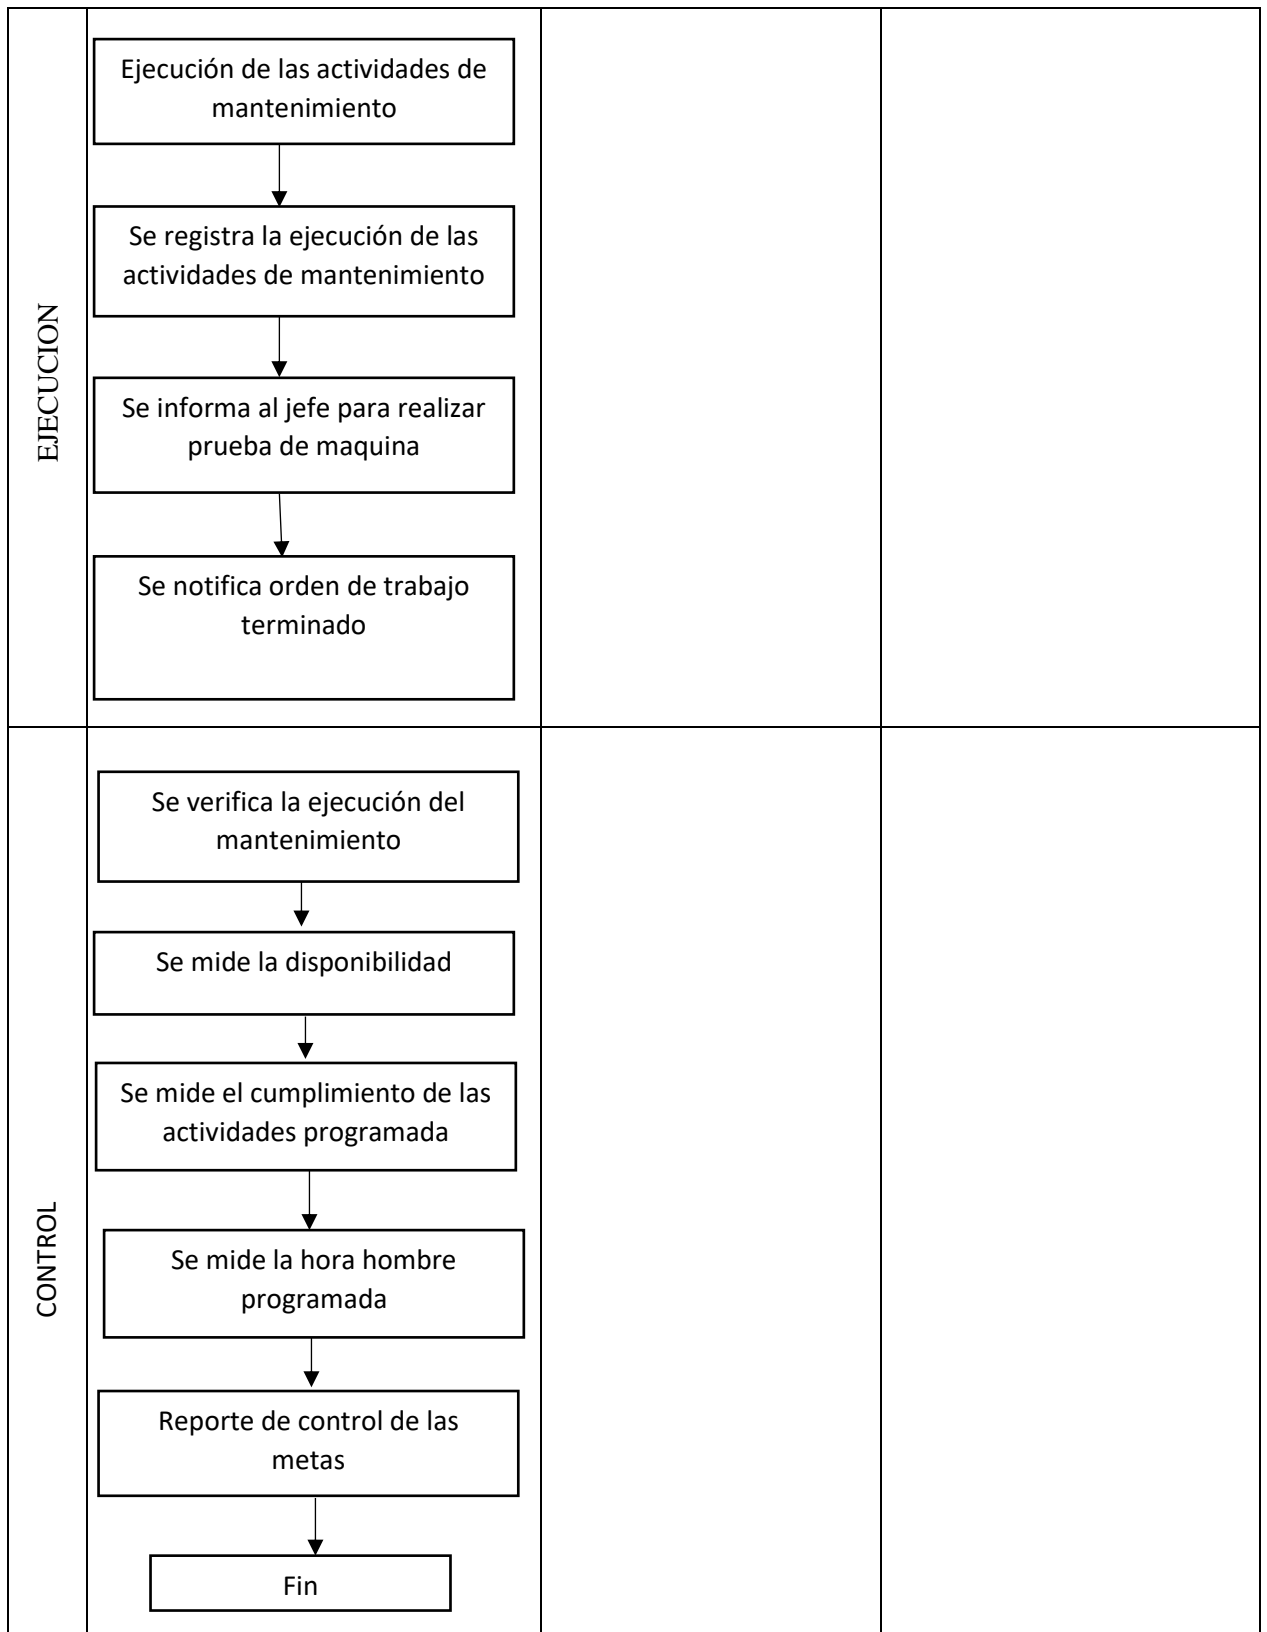 EJECUCION
Ejecución de las actividades de
mantenimiento
Se registra la ejecución de las
actividades de mantenimiento
Se informa al jefe para realizar
prueba de maquina
Se notifica orden de trabajo
terminado
CONTROL
Se verifica la ejecución del
mantenimiento
Se mide la disponibilidad
Se mide el cumplimiento de las
actividades programada
Se mide la hora hombre
programada
Reporte de control de las
metas
Fin